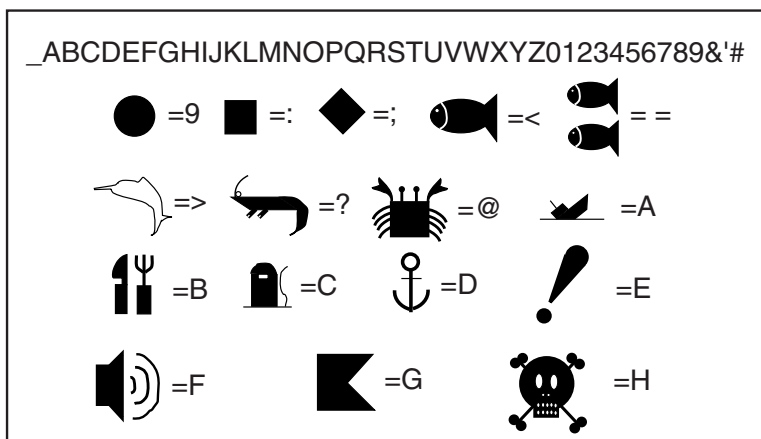 _ABCDEFGHIJKLMNOPQRSTUVWXYZ0123456789&'#
=9 =: =; =< = =
=> =? =@ =A
=B =C =D =E
=F =G =H